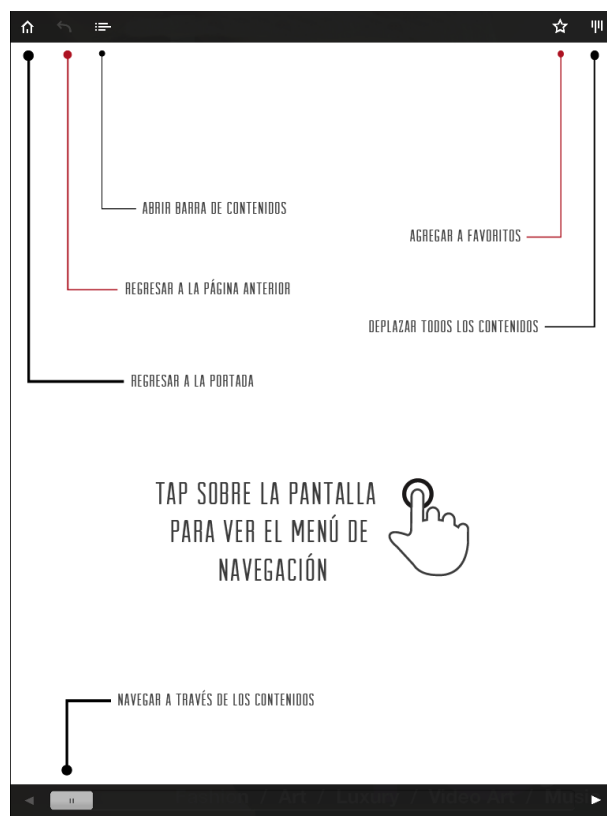 ABRIR BARRA DE CONTENIDOS
AGREGAR A FAVORITOS
REGRESAR A LA PÁGINA ANTERIOR
DEPLAZAR TODOS LOS CONTENIDOS
REGRESAR A LA PORTADA
TAP SOBRE LA PANTALLA
PARA VER EL MENÚ DE
NAVEGACIÓN
NAVEGAR A TRAVÉS DE LOS CONTENIDOS
/ Art / Luxury / Video Art / Mus